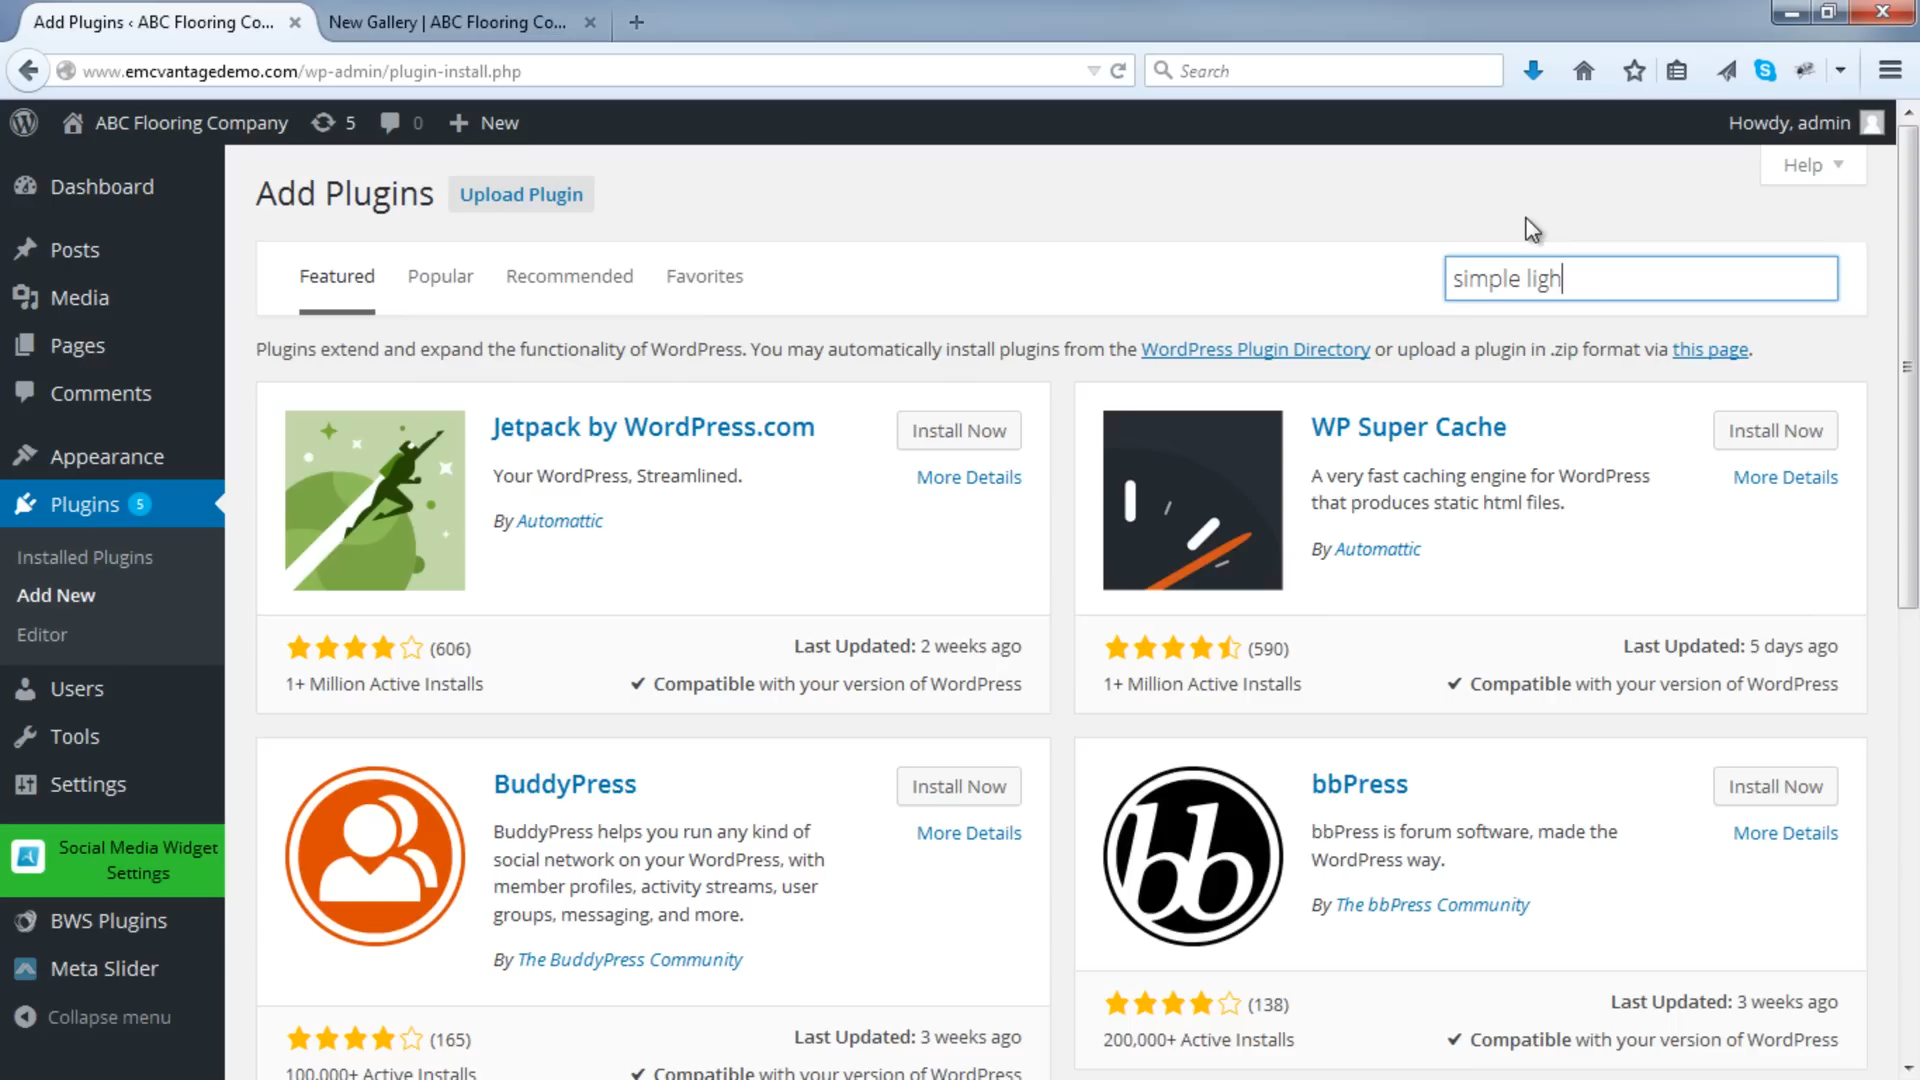 Add Plugins ‹ ABC Flooring Co...
New Gallery | ABC Flooring Co...
www.emcvantagedemo.com/wp-admin/plugin-install.php
Search
ABC Flooring Company
5
0
New
Howdy, admin
Help
Dashboard
Posts
Media
Pages
Comments
Appearance
Plugins 5
Installed Plugins
Add New
Editor
Users
Tools
Settings
Social Media Widget
Settings
BWS Plugins
Meta Slider
Collapse menu
Add Plugins
Upload Plugin
Featured
Popular
Recommended
Favorites
simple ligh
Plugins extend and expand the functionality of WordPress. You may automatically install plugins from the WordPress Plugin Directory or upload a plugin in .zip format via this page.
Jetpack by WordPress.com
Install Now
More Details
Your WordPress, Streamlined.
By Automattic
(606)
Last Updated: 2 weeks ago
1+ Million Active Installs
✔ Compatible with your version of WordPress
WP Super Cache
Install Now
More Details
A very fast caching engine for WordPress
that produces static html files.
By Automattic
(590)
Last Updated: 5 days ago
1+ Million Active Installs
✔ Compatible with your version of WordPress
BuddyPress
Install Now
More Details
BuddyPress helps you run any kind of
social network on your WordPress, with
member profiles, activity streams, user
groups, messaging, and more.
By The BuddyPress Community
(165)
Last Updated: 3 weeks ago
100,000+ Active Installs
✔ Compatible with your version of WordPress
bb
bbPress
Install Now
More Details
bbPress is forum software, made the
WordPress way.
By The bbPress Community
(138)
Last Updated: 3 weeks ago
200,000+ Active Installs
✔ Compatible with your version of WordPress